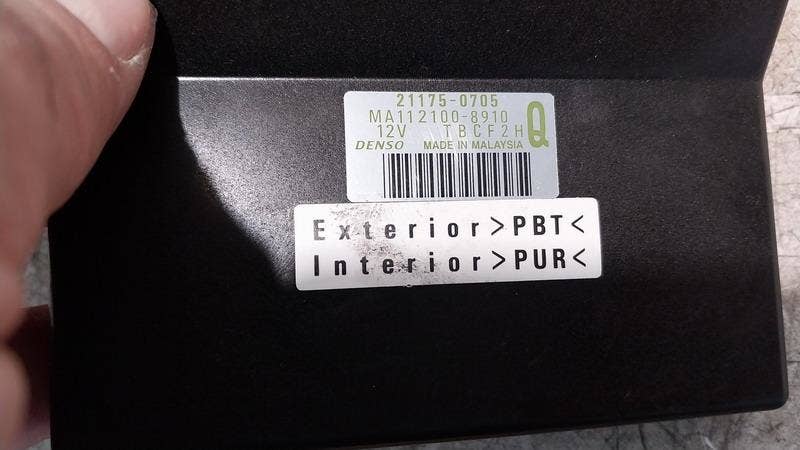 21175-0705
MA112100-8910
12V TBCF2H Q
DENSO MADE IN MALAYSIA
Exterior>PBT<
Interior>PUR<